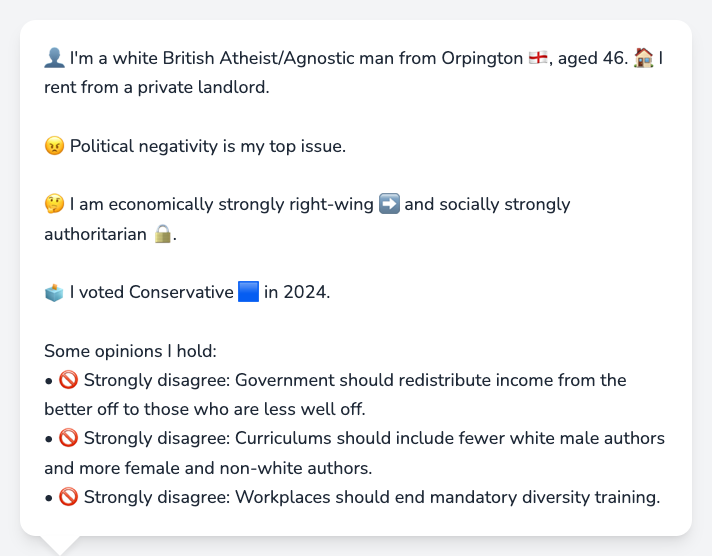 👤 I'm a white British Atheist/Agnostic man from Orpington 🏴󠁧󠁢󠁥󠁮󠁧󠁿, aged 46. 🏠 I
rent from a private landlord.
😠 Political negativity is my top issue.
🤔 I am economically strongly right-wing ➡️ and socially strongly
authoritarian 🔒.
🗳️ I voted Conservative 🟦 in 2024.
Some opinions I hold:
• 🚫 Strongly disagree: Government should redistribute income from the
better off to those who are less well off.
• 🚫 Strongly disagree: Curriculums should include fewer white male authors
and more female and non-white authors.
• 🚫 Strongly disagree: Workplaces should end mandatory diversity training.